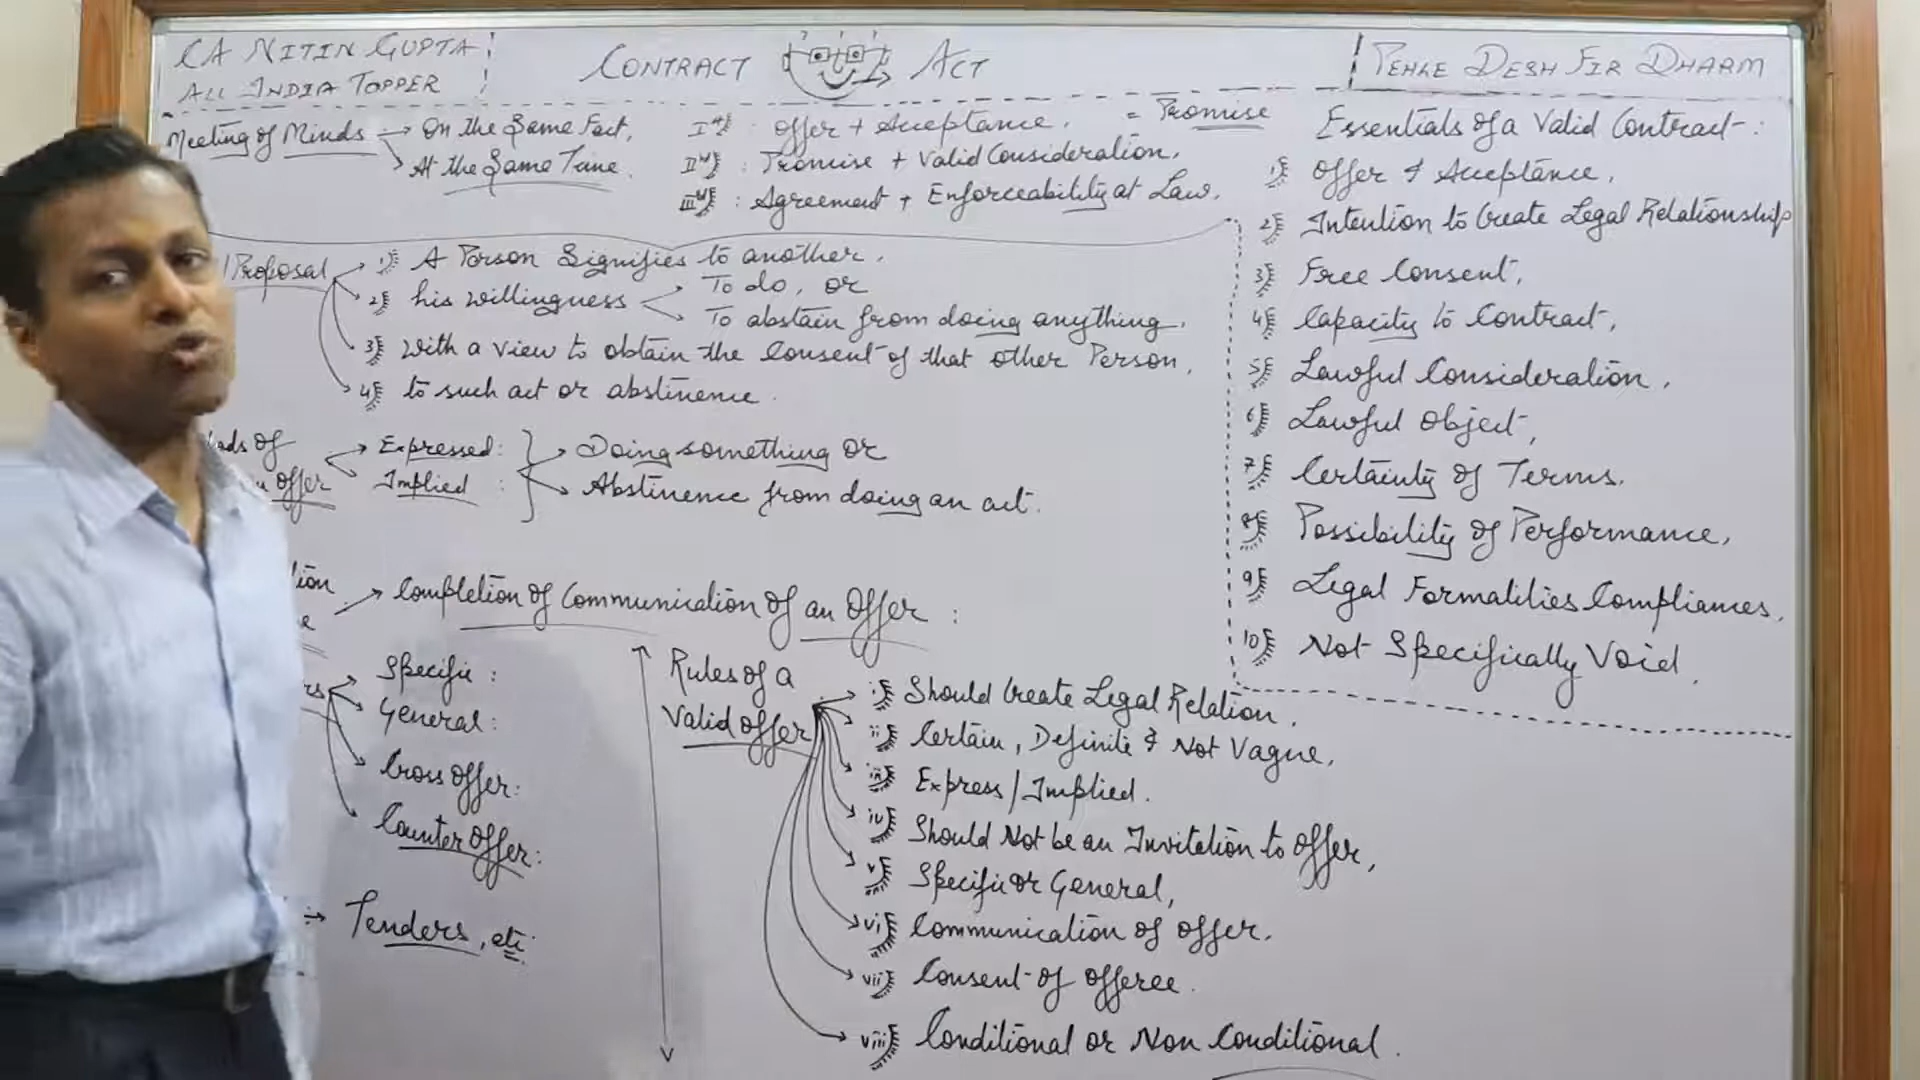 CA NITIN GUPTA
ALL INDIA TOPPER
CONTRACT ACT
PEHLE DESH FIR DHARM
Meeting of Minds → On the Same Fact,
→ At the Same Time.
Ist : Offer + Acceptance. = Promise
IInd : Promise + Valid Consideration.
IIIrd : Agreement + Enforceability at Law.
/Proposal
1) A Person Signifies to another,
2) his willingness
To do, or
To abstain from doing anything.
3) With a view to obtain the Consent of that other Person,
4) to such act or abstinence.
of
offer
Expressed:
Implied :
Doing something or
Abstinence from doing an act.
→ Completion of Communication of an Offer :
Specific :
General :
Cross offer :
Counter offer :
→ Tenders, etc.
Rules of a
Valid offer
i) Should Create Legal Relation.
ii) Certain, Definite & Not Vague,
iii) Express/Implied.
iv) Should Not be an Invitation to offer,
v) Specific or General,
vi) Communication of offer.
vii) Consent of offeree.
viii) Conditional or Non Conditional.
Essentials of a Valid Contract :
1) Offer & Acceptance,
2) Intention to Create Legal Relationship
3) Free Consent,
4) Capacity to Contract,
5) Lawful Consideration,
6) Lawful Object,
7) Certainty of Terms.
8) Possibility of Performance,
9) Legal Formalities Compliances,
10) Not Specifically Void.